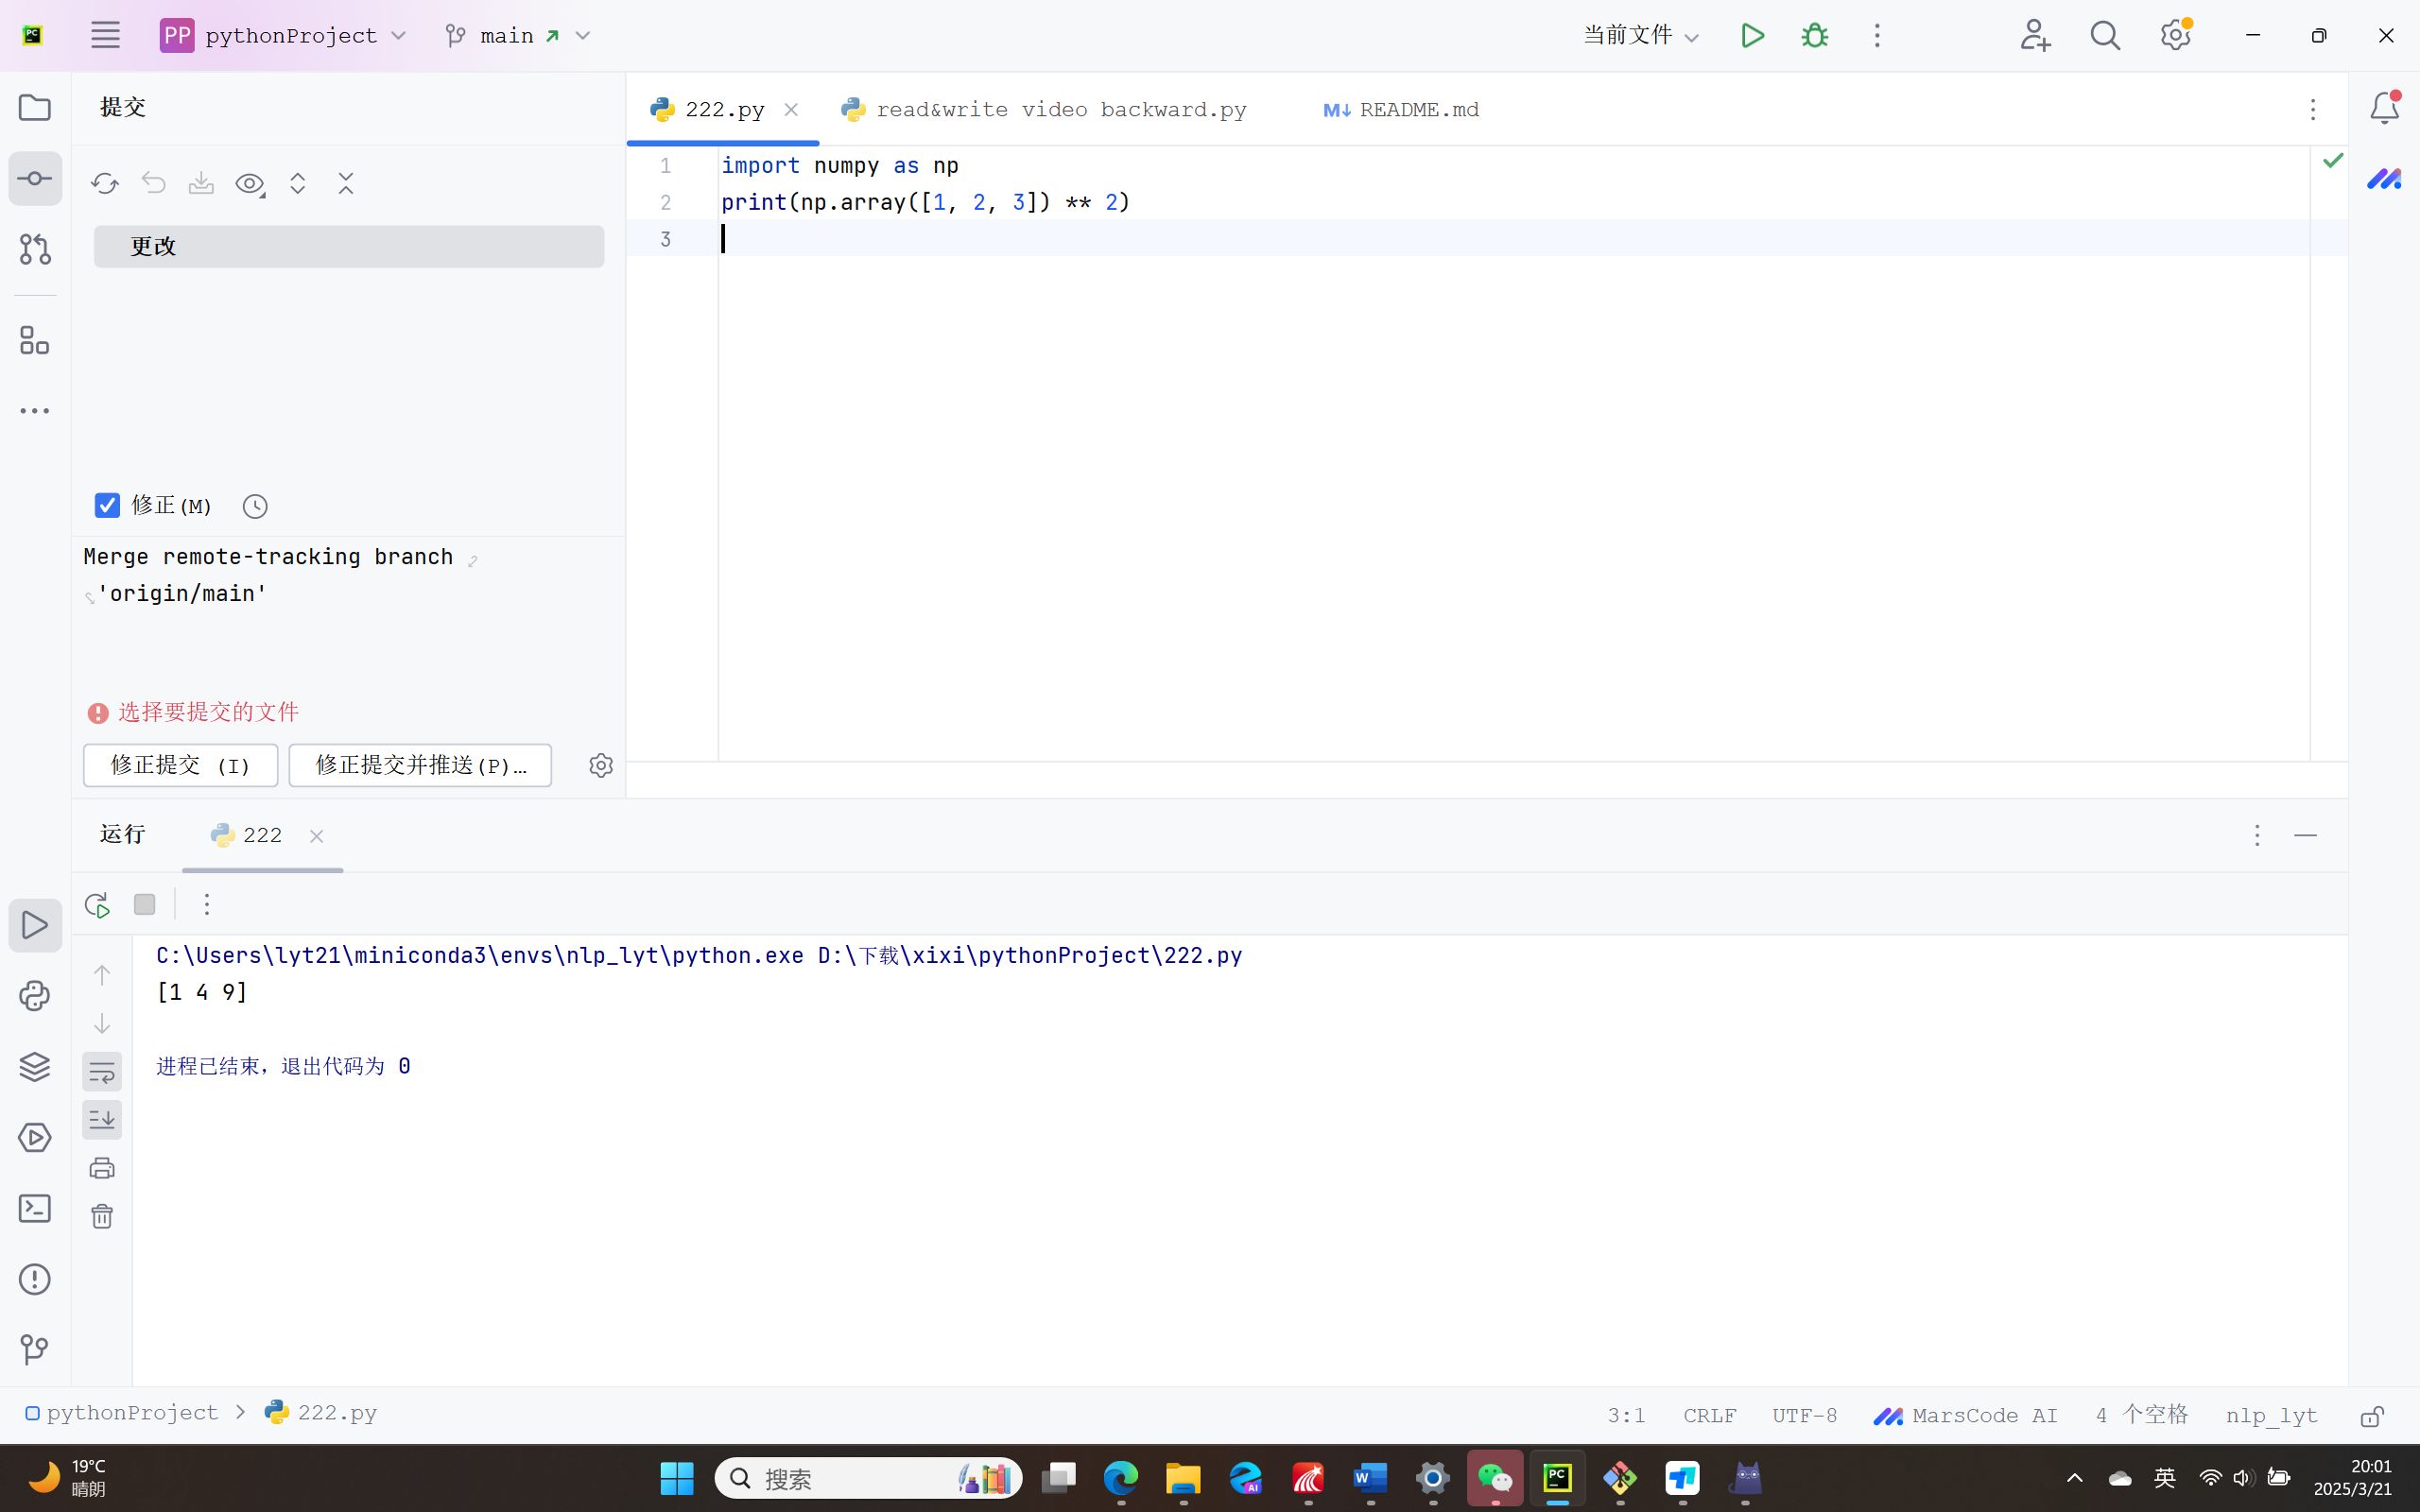 PC
PP pythonProject
main
当前文件
提交
222.py
read&write video backward.py
README.md
更改
1 import numpy as np
2 print(np.array([1, 2, 3]) ** 2)
3
修正(M)
Merge remote-tracking branch
'origin/main'
选择要提交的文件
修正提交 (I)
修正提交并推送(P)…
运行
222
C:\Users\lyt21\miniconda3\envs\nlp_lyt\python.exe D:\下载\xixi\pythonProject\222.py
[1 4 9]
进程已结束，退出代码为 0
pythonProject
222.py
3:1
CRLF
UTF-8
MarsCode AI
4 个空格
nlp_lyt
19°C
晴朗
搜索
英
20:01
2025/3/21